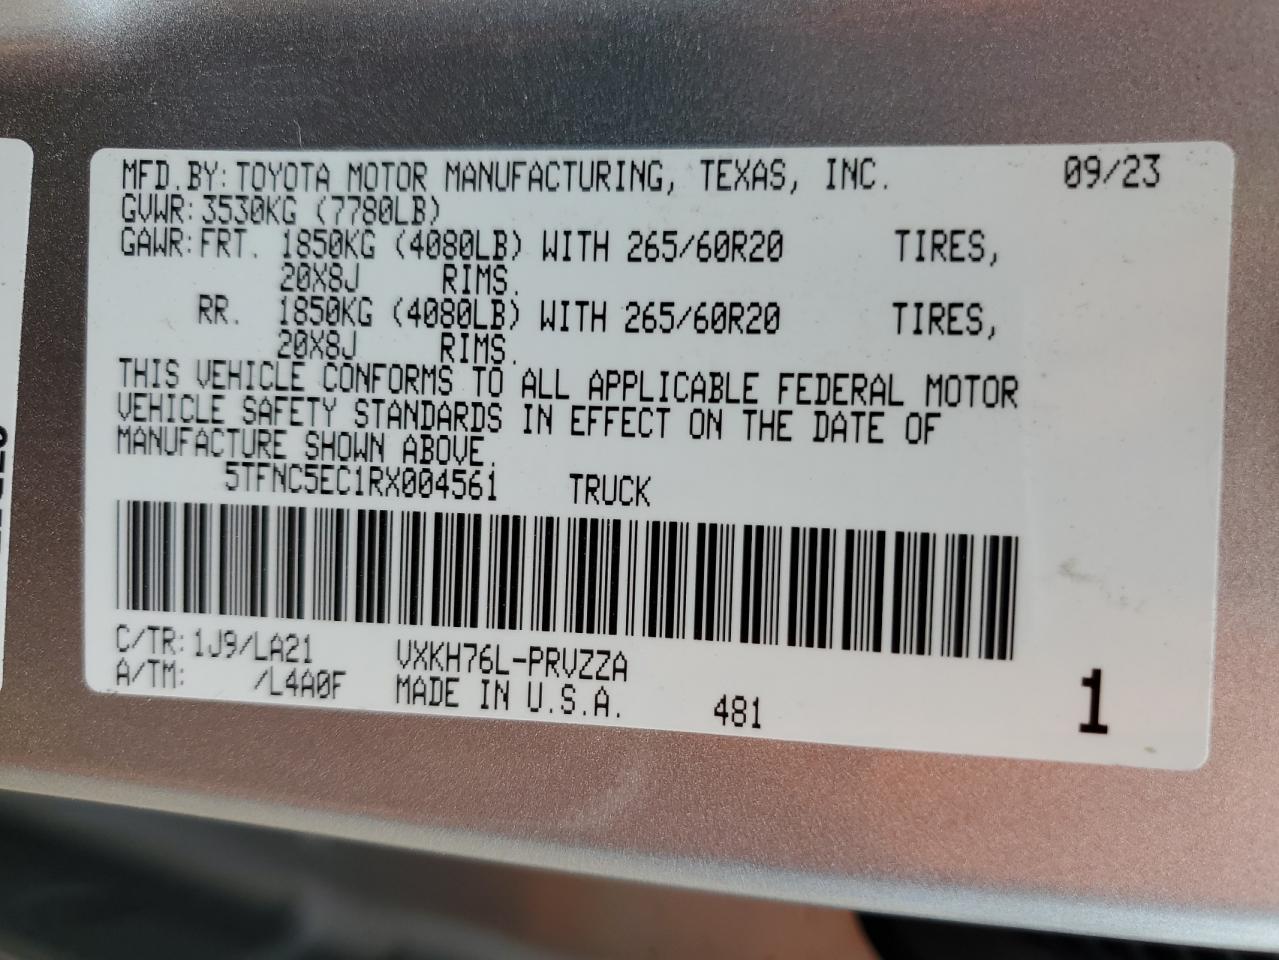 MFD.BY:TOYOTA MOTOR MANUFACTURING, TEXAS, INC. 09/23
GVWR:3530KG (7780LB)
GAWR:FRT. 1850KG (4080LB) WITH 265/60R20 TIRES,
20X8J RIMS.
RR. 1850KG (4080LB) WITH 265/60R20 TIRES,
20X8J RIMS.
THIS VEHICLE CONFORMS TO ALL APPLICABLE FEDERAL MOTOR
VEHICLE SAFETY STANDARDS IN EFFECT ON THE DATE OF
MANUFACTURE SHOWN ABOVE.
5TFNC5EC1RX004561 TRUCK
C/TR:1J9/LA21 VXKH76L-PRVZZA
A/TM: /L4A0F MADE IN U.S.A. 481 1